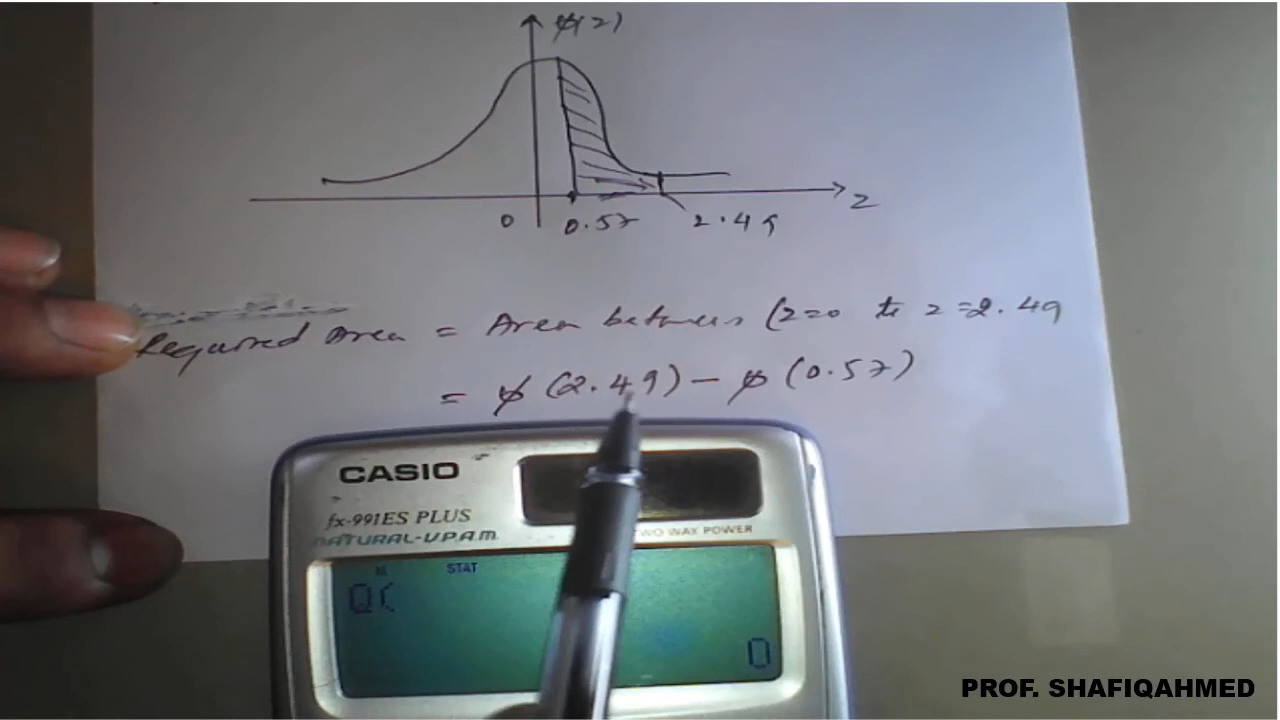 φ(z)
z
0 0.57 2.49
Required Area = Area between (z=0 to z=2.49
= φ(2.49) - φ(0.57)
CASIO
fx-991ES PLUS
NATURAL-V.P.A.M.
TWO WAY POWER
M STAT
Q(
0
PROF. SHAFIQAHMED